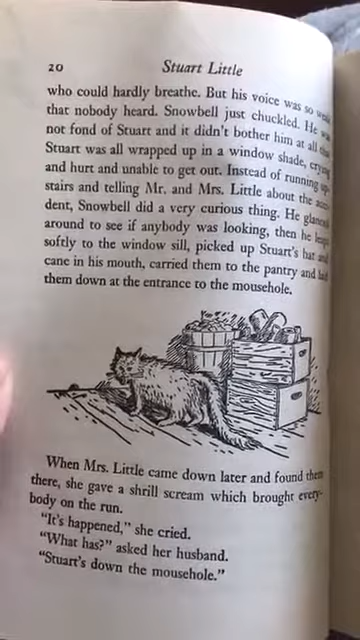 20 Stuart Little
who could hardly breathe. But his voice was so weak
that nobody heard. Snowbell just chuckled. He was
not fond of Stuart and it didn't bother him at all that
Stuart was all wrapped up in a window shade, crying
and hurt and unable to get out. Instead of running up-
stairs and telling Mr. and Mrs. Little about the acci-
dent, Snowbell did a very curious thing. He glanced
around to see if anybody was looking, then he leapt
softly to the window sill, picked up Stuart's hat and
cane in his mouth, carried them to the pantry and laid
them down at the entrance to the mousehole.
When Mrs. Little came down later and found them
there, she gave a shrill scream which brought every-
body on the run.
"It's happened," she cried.
"What has?" asked her husband.
"Stuart's down the mousehole."